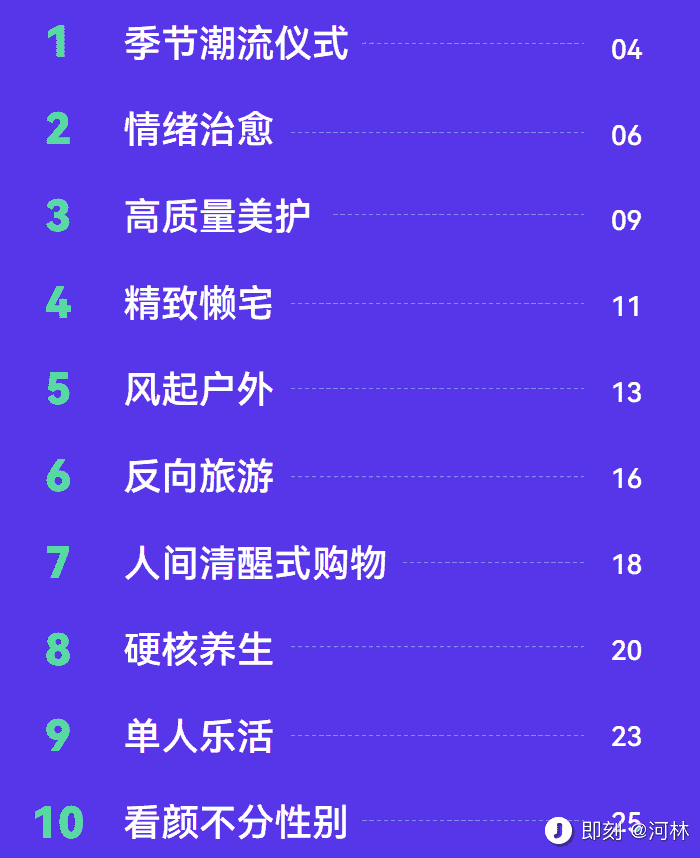 1 季节潮流仪式 04
2 情绪治愈 06
3 高质量美护 09
4 精致懒宅 11
5 风起户外 13
6 反向旅游 16
7 人间清醒式购物 18
8 硬核养生 20
9 单人乐活 23
10 看颜不分性别 25
即刻 @河林